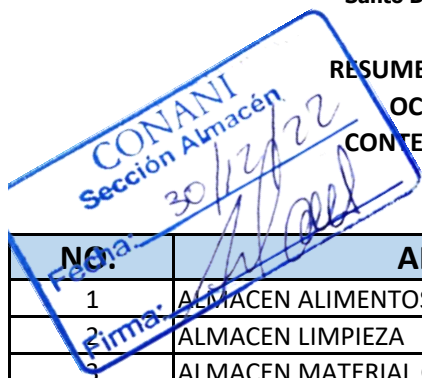 Santo D
RESUME
OC
CONTE
CONANI
Sección Almacén
Fecha: 30/12/22
Firma:
NO. A
1 ALMACEN ALIMENTOS
2 ALMACEN LIMPIEZA
3 ALMACEN MATERIAL